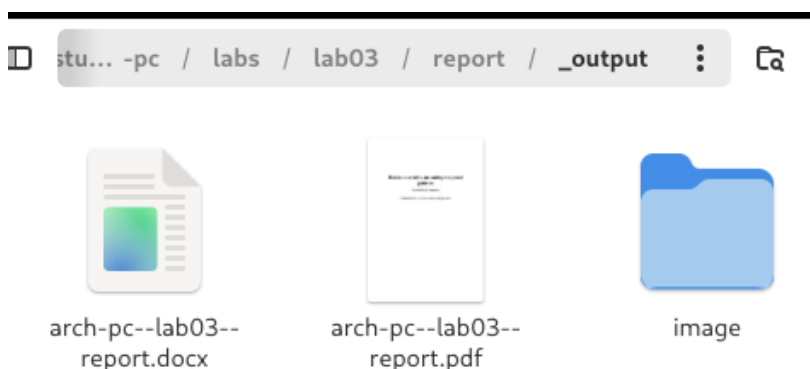 stu... -pc / labs / lab03 / report / _output
arch-pc--lab03--
report.docx
arch-pc--lab03--
report.pdf
image